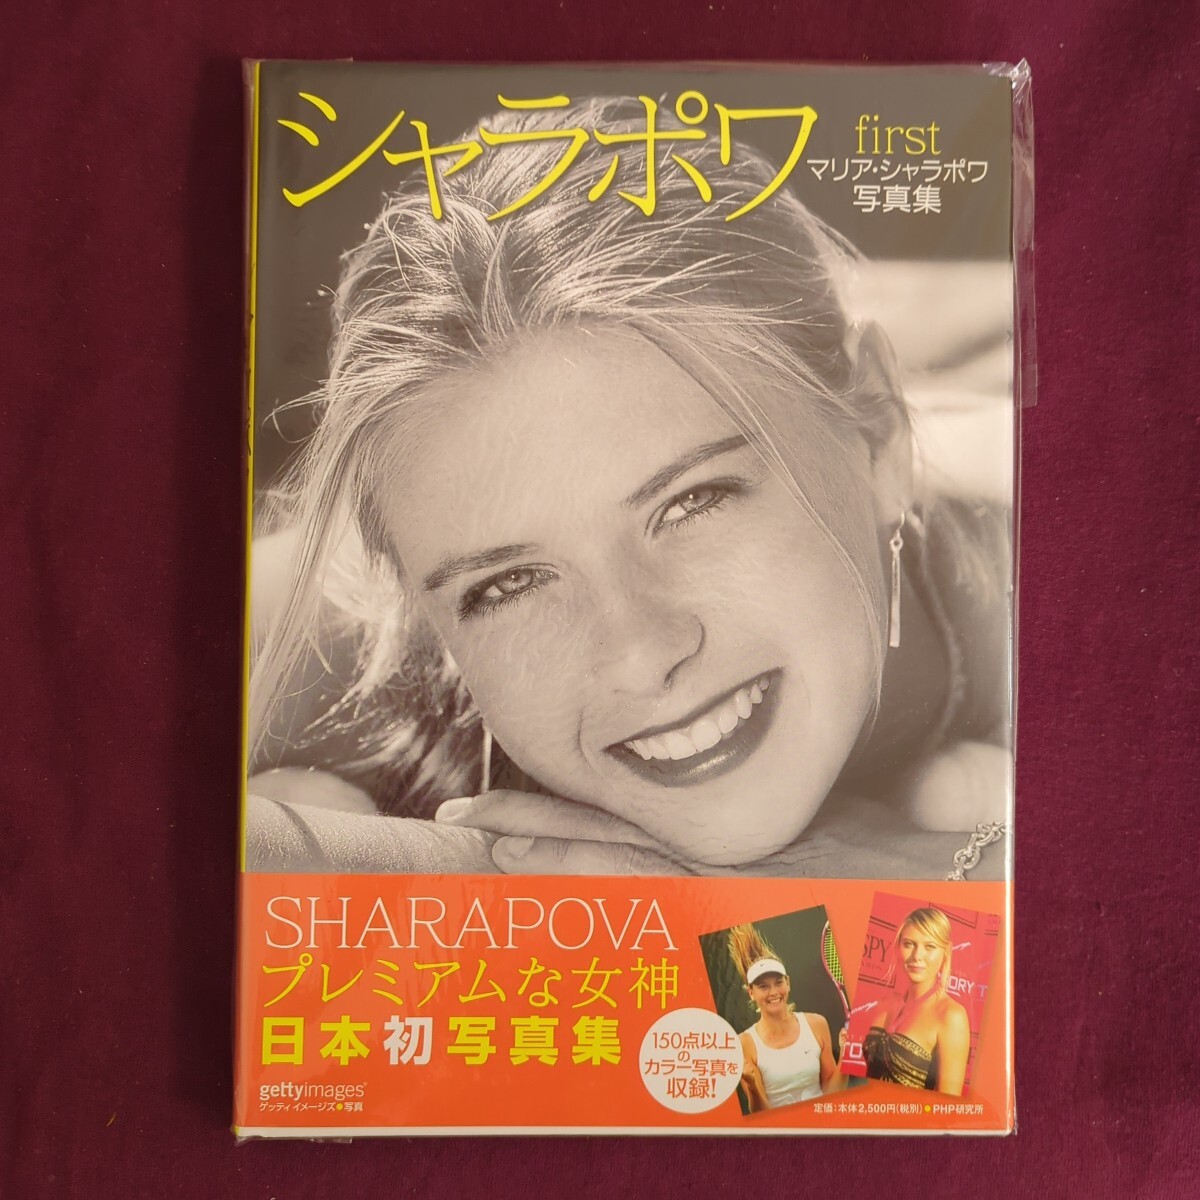 シャラポワ
first
マリア・シャラポワ
写真集
SHARAPOVA
プレミアムな女神
日本初写真集
150点以上
の
カラー写真を
収録!
gettyimages®
ゲッティ イメージズ●写真
定価:本体2,500円(税別) ● PHP研究所
SPY
ORY T